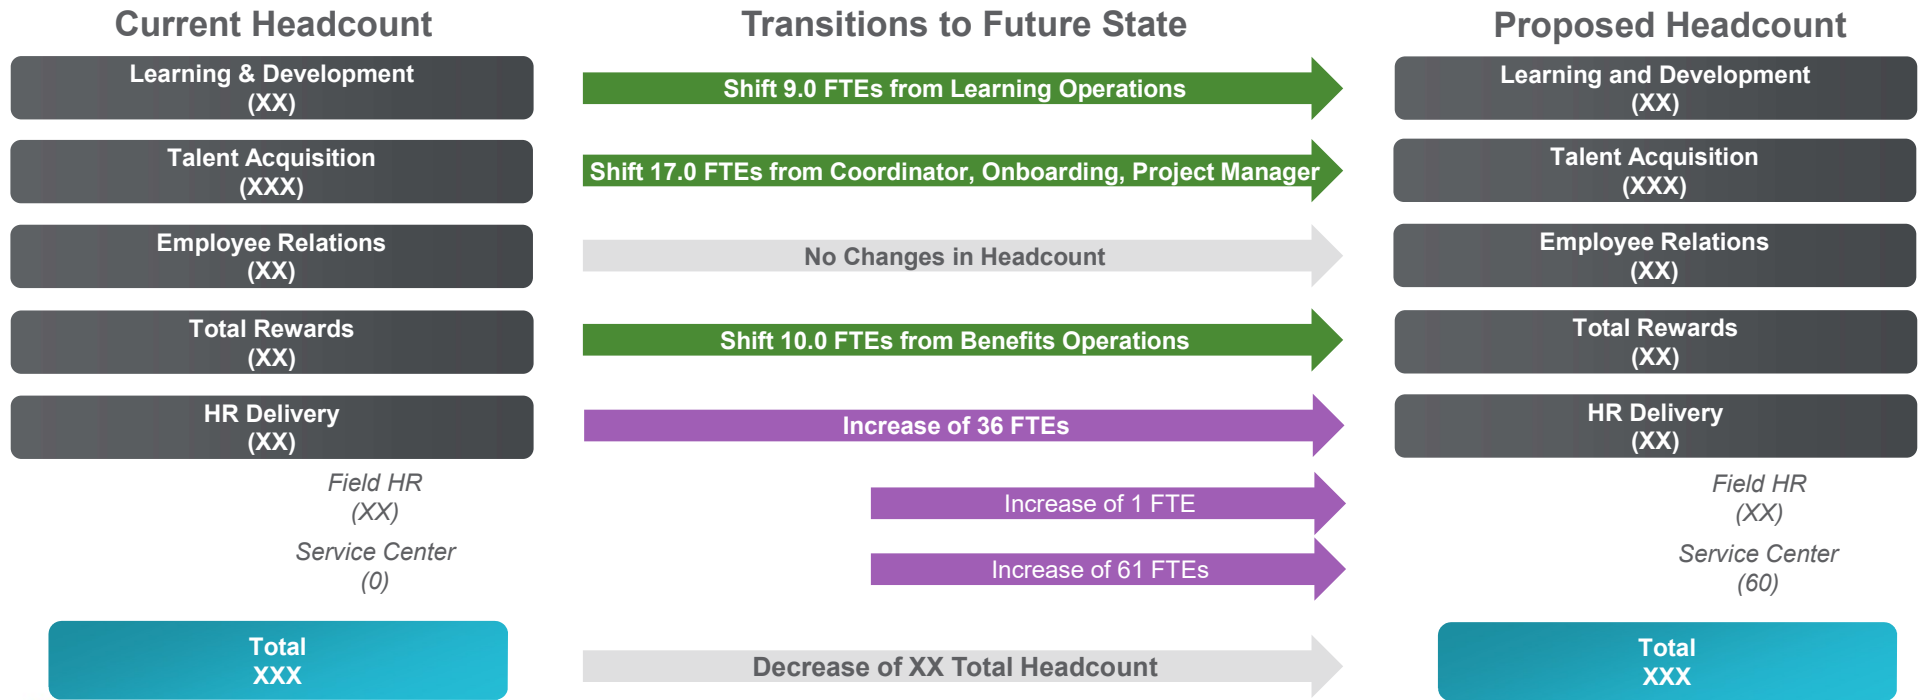 Current Headcount
Transitions to Future State
Proposed Headcount
Learning & Development
(XX)
Shift 9.0 FTEs from Learning Operations
Learning and Development
(XX)
Talent Acquisition
(XXX)
Shift 17.0 FTEs from Coordinator, Onboarding, Project Manager
Talent Acquisition
(XXX)
Employee Relations
(XX)
No Changes in Headcount
Employee Relations
(XX)
Total Rewards
(XX)
Shift 10.0 FTEs from Benefits Operations
Total Rewards
(XX)
HR Delivery
(XX)
Increase of 36 FTEs
HR Delivery
(XX)
Field HR
(XX)
Increase of 1 FTE
Field HR
(XX)
Service Center
(0)
Increase of 61 FTEs
Service Center
(60)
Total
XXX
Decrease of XX Total Headcount
Total
XXX